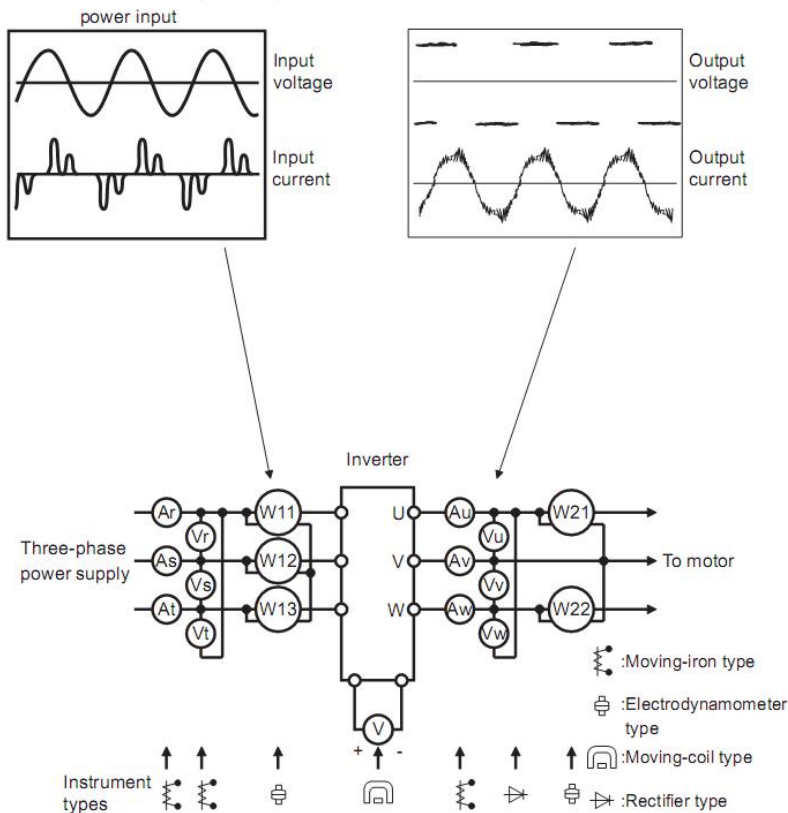 power input
Input
voltage
Input
current
Output
voltage
Output
current
Inverter
Three-phase
power supply
Ar
As
At
Vr
Vs
Vt
W11
W12
W13
U
V
W
Au
Av
Aw
Vu
Vv
Vw
W21
W22
To motor
+ V -
Instrument
types
:Moving-iron type
:Electrodynamometer
type
:Moving-coil type
:Rectifier type